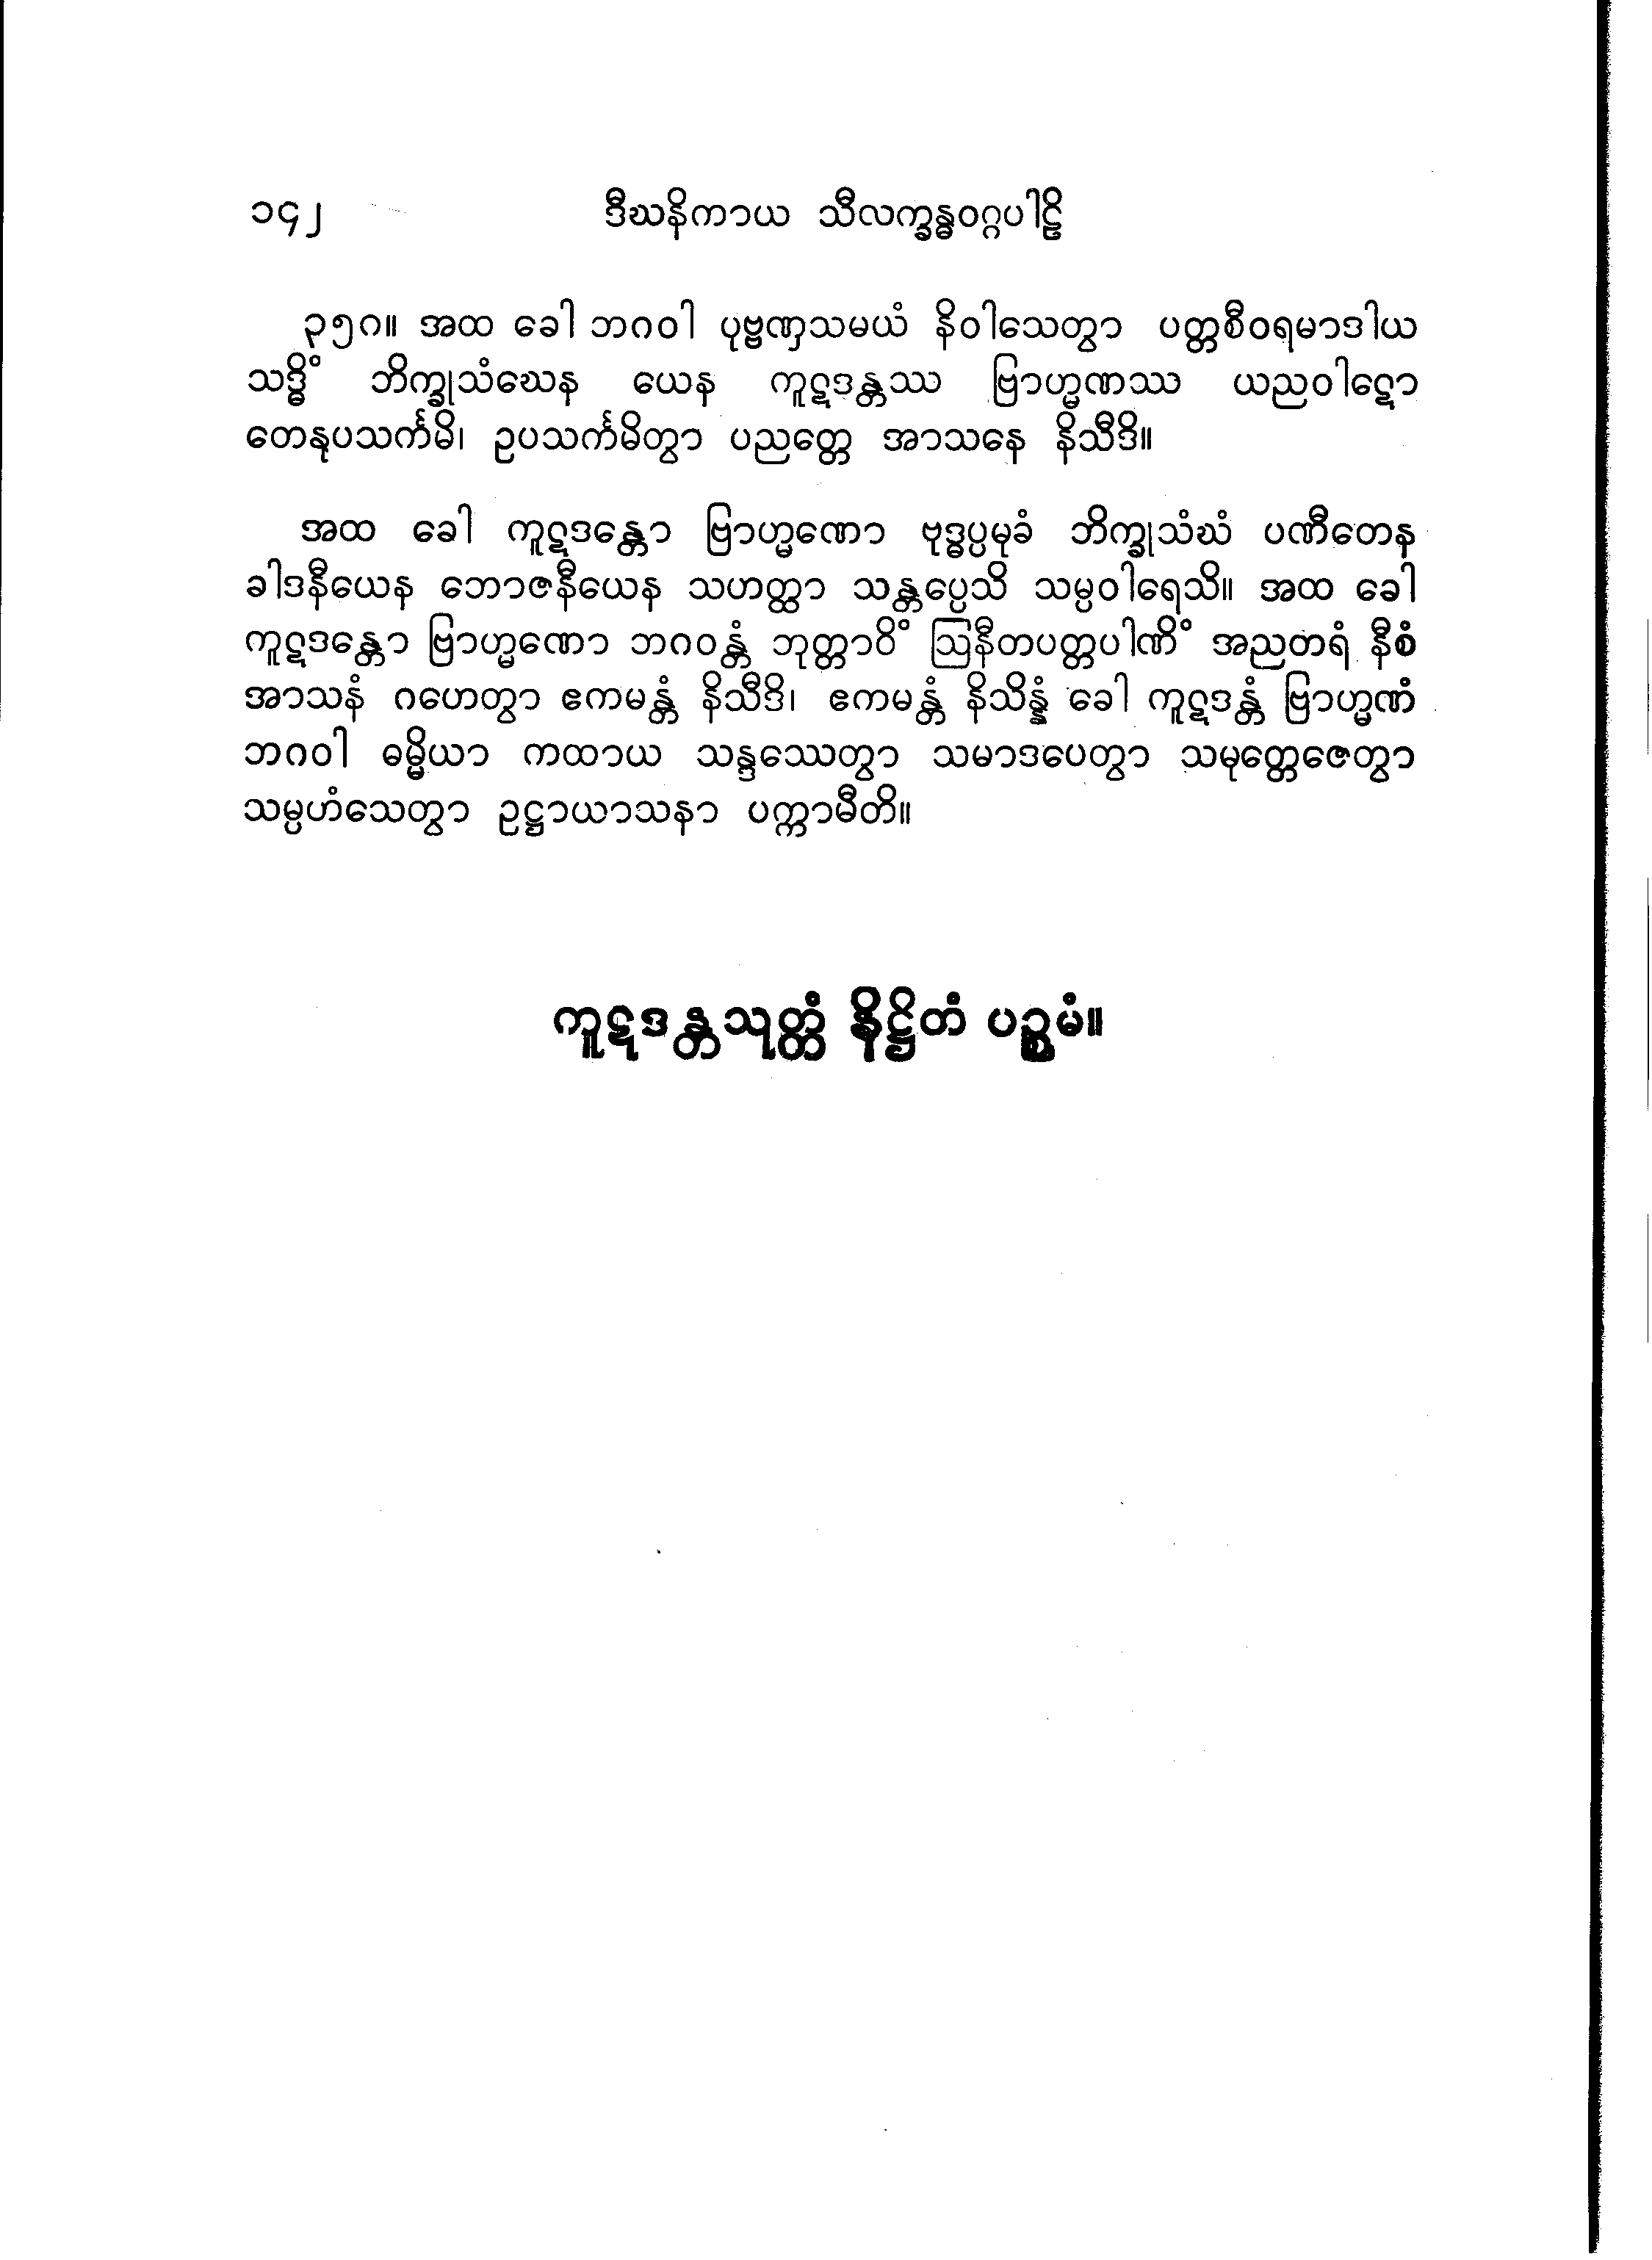 ၁၄၂ ဒီဃနိကာယ သီလက္ခန္ဓဝဂ္ဂပါဠိ
၃၅၈။ အထ ခေါ ဘဂဝါ ပုဗ္ဗဏှသမယံ နိဝါသေတွာ ပတ္တစီဝရမာဒါယ
သဒ္ဓိံ ဘိက္ခုသံဃေန ယေန ကူဋဒန္တဿ ဗြာဟ္မဏဿ ယညဝါဋော
တေနုပသင်္ကမိ၊ ဥပသင်္ကမိတွာ ပညတ္တေ အာသနေ နိသီဒိ။
အထ ခေါ ကူဋဒန္တော ဗြာဟ္မဏော ဗုဒ္ဓပ္ပမုခံ ဘိက္ခုသံဃံ ပဏီတေန
ခါဒနီယေန ဘောဇနီယေန သဟတ္ထာ သန္တပ္ပေသိ သမ္ပဝါရေသိ။ အထ ခေါ
ကူဋဒန္တော ဗြာဟ္မဏော ဘဂဝန္တံ ဘုတ္တာဝိံ ဩနီတပတ္တပါဏိံ အညတရံ နီစံ
အာသနံ ဂဟေတွာ ဧကမန္တံ နိသီဒိ၊ ဧကမန္တံ နိသိန္နံ ခေါ ကူဋဒန္တံ ဗြာဟ္မဏံ
ဘဂဝါ ဓမ္မိယာ ကထာယ သန္ဒဿေတွာ သမာဒပေတွာ သမုတ္တေဇေတွာ
သမ္ပဟံသေတွာ ဥဋ္ဌာယာသနာ ပက္ကာမီတိ။
ကူဋဒန္တသုတ္တံ နိဋ္ဌိတံ ပဉ္စမံ။